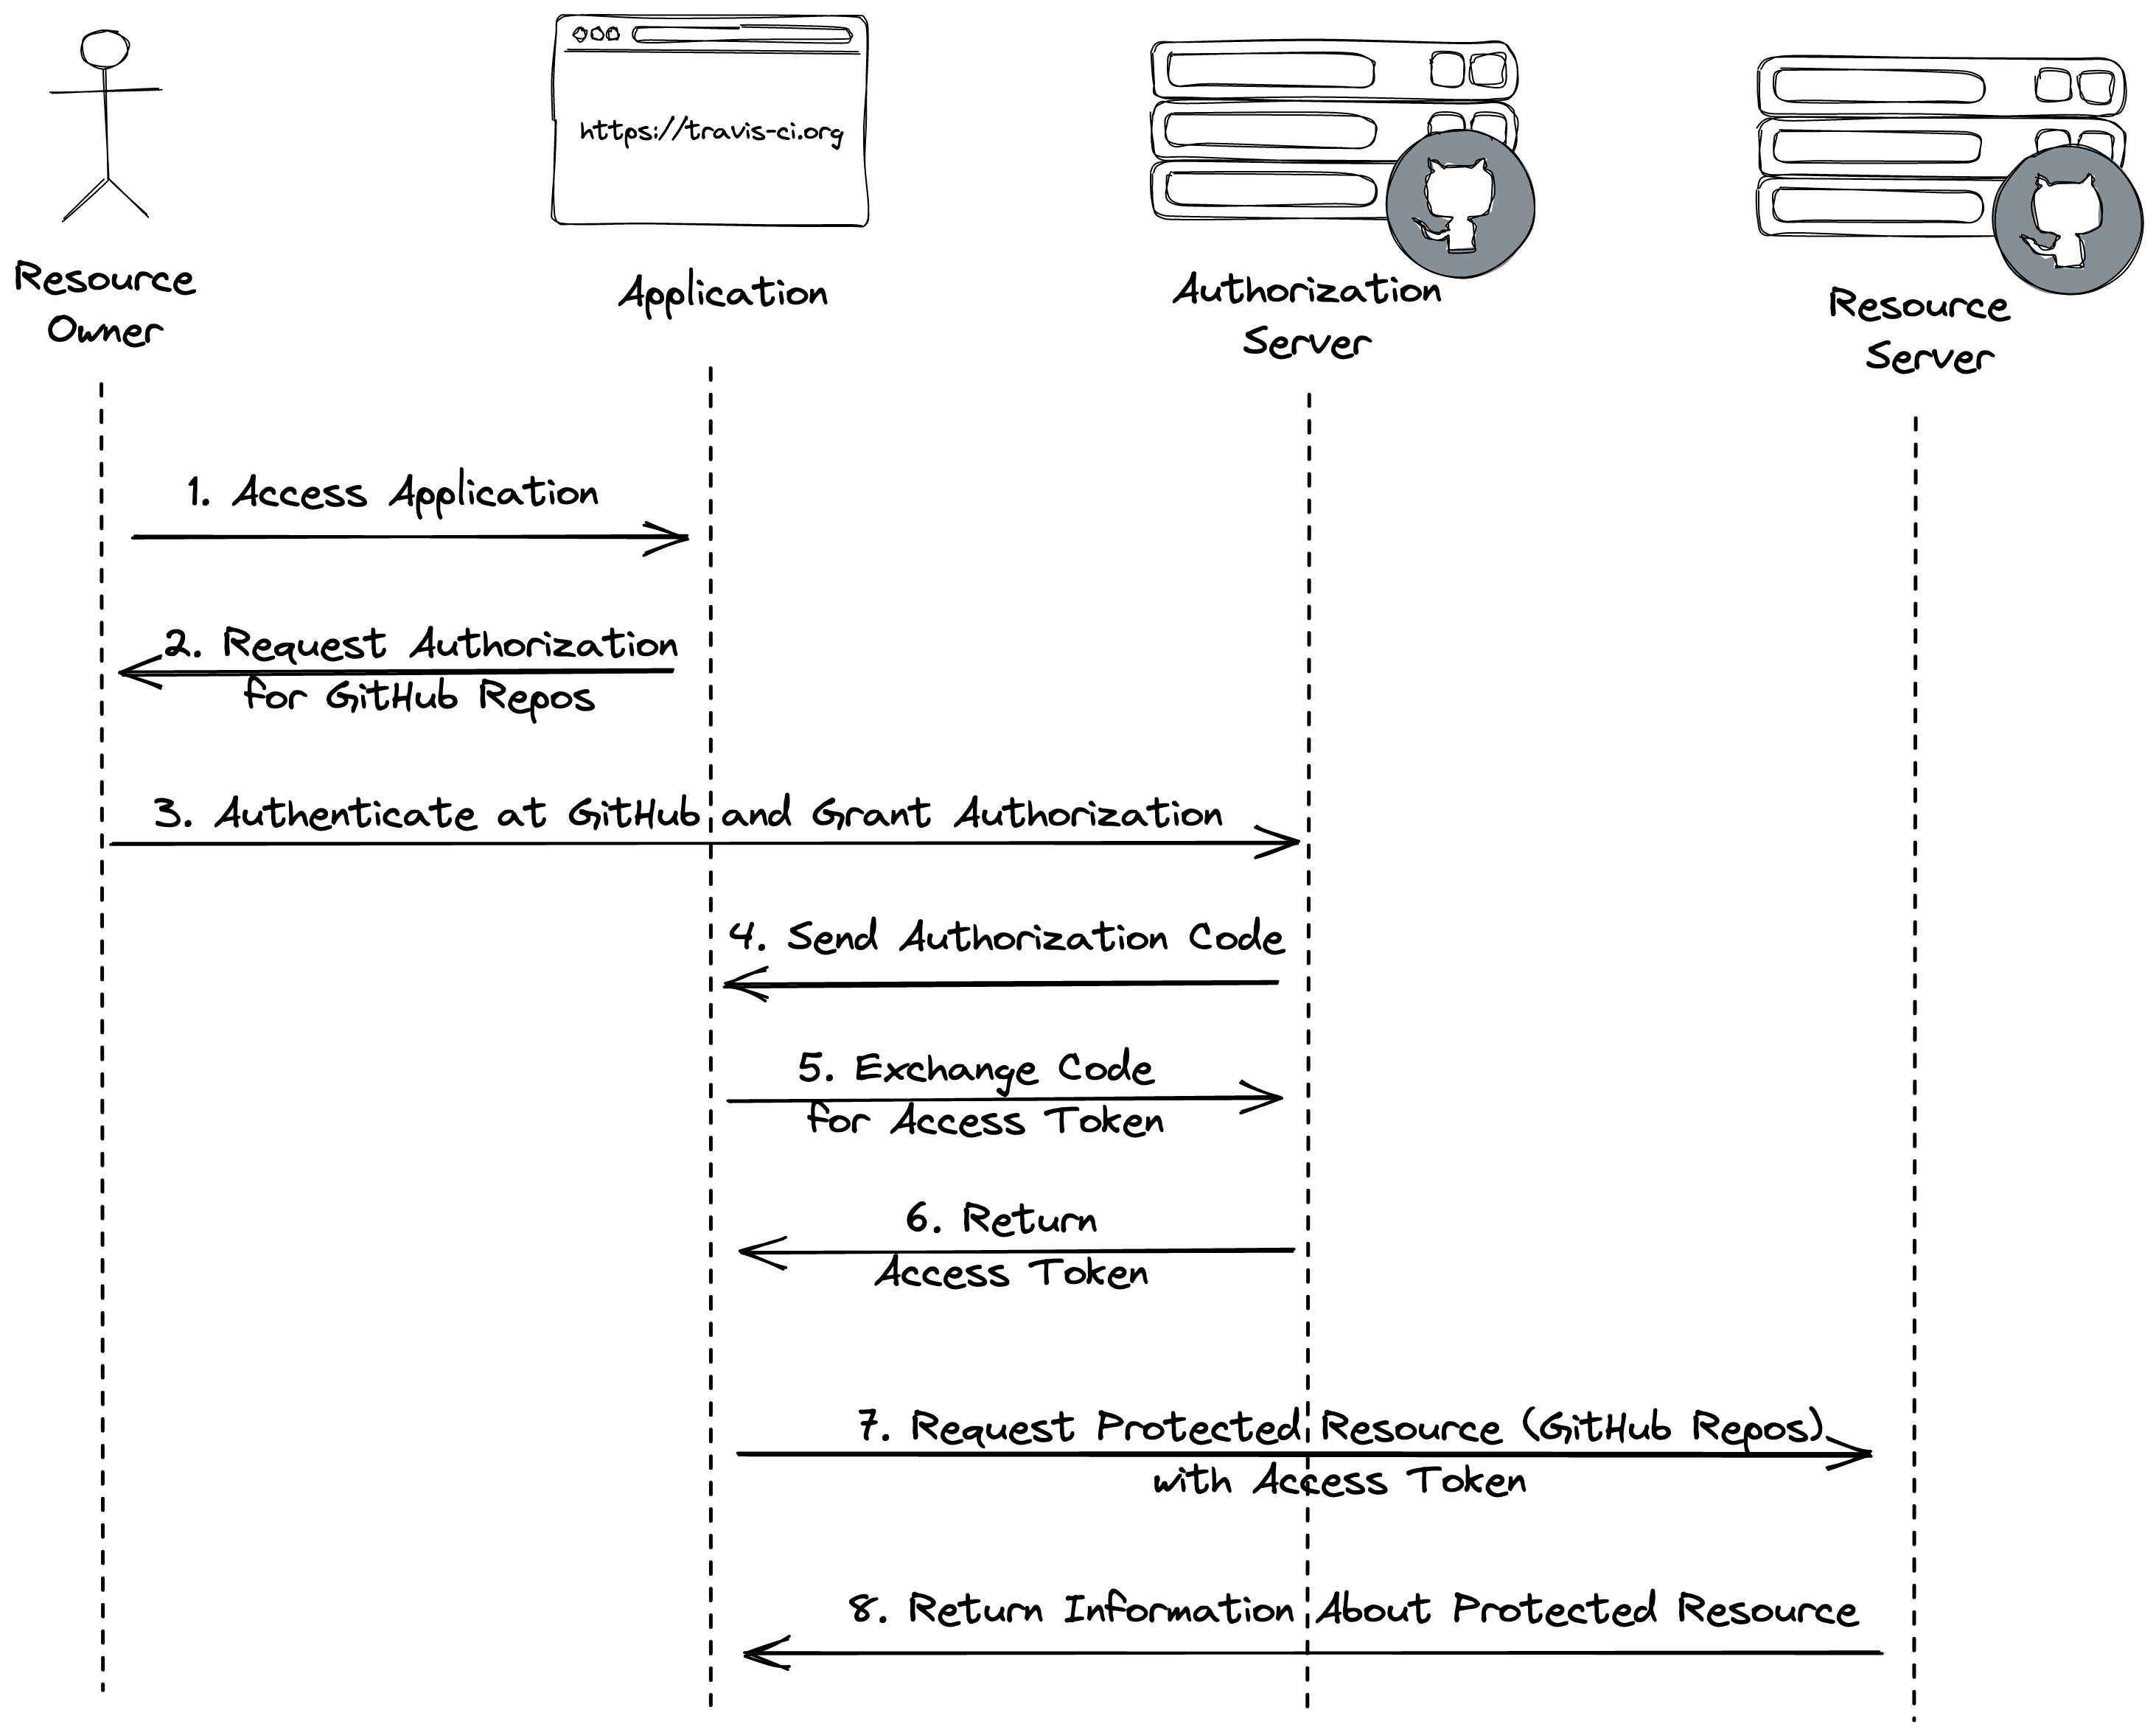 https://travis-ci.org
Resource
Owner
Application
Authorization
Server
Resource
Server
1. Access Application
2. Request Authorization
for GitHub Repos
3. Authenticate at GitHub and Grant Authorization
4. Send Authorization Code
5. Exchange Code
for Access Token
6. Return
Access Token
7. Request Protected Resource (GitHub Repos)
with Access Token
8. Return Information About Protected Resource